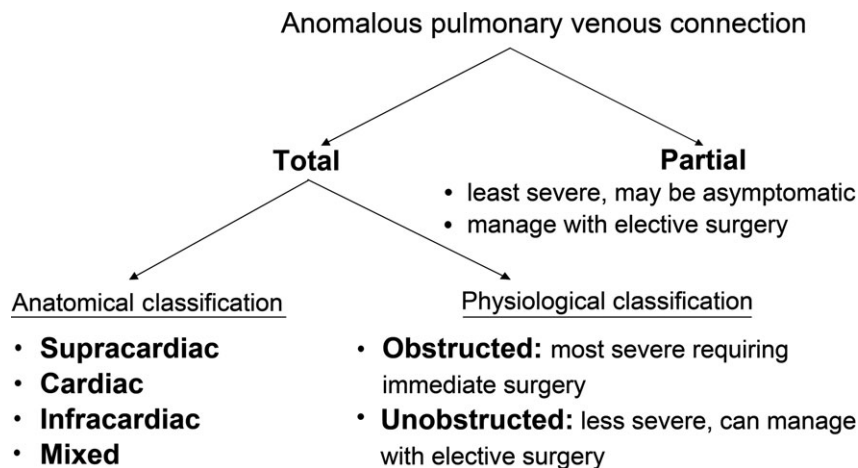 Anomalous pulmonary venous connection
Total
Partial
• least severe, may be asymptomatic
• manage with elective surgery
Anatomical classification
• Supracardiac
• Cardiac
• Infracardiac
• Mixed
Physiological classification
• Obstructed: most severe requiring
immediate surgery
• Unobstructed: less severe, can manage
with elective surgery